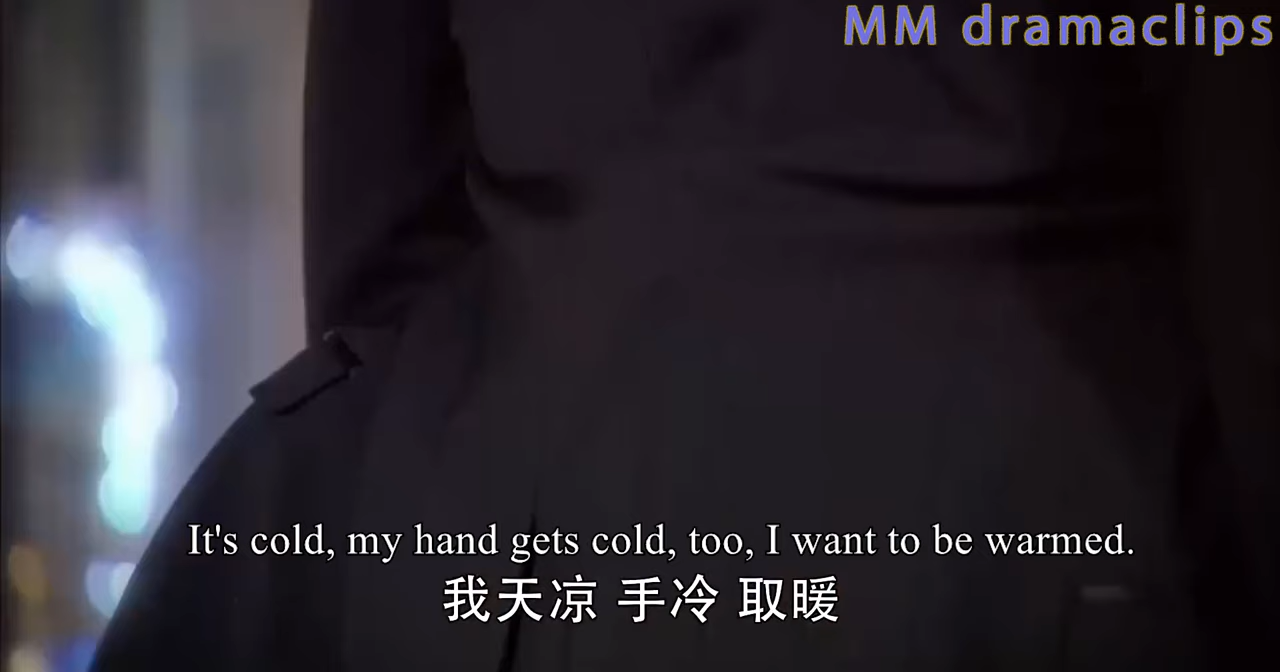 MM dramaclips
It's cold, my hand gets cold, too, I want to be warmed.
我天凉 手冷 取暖